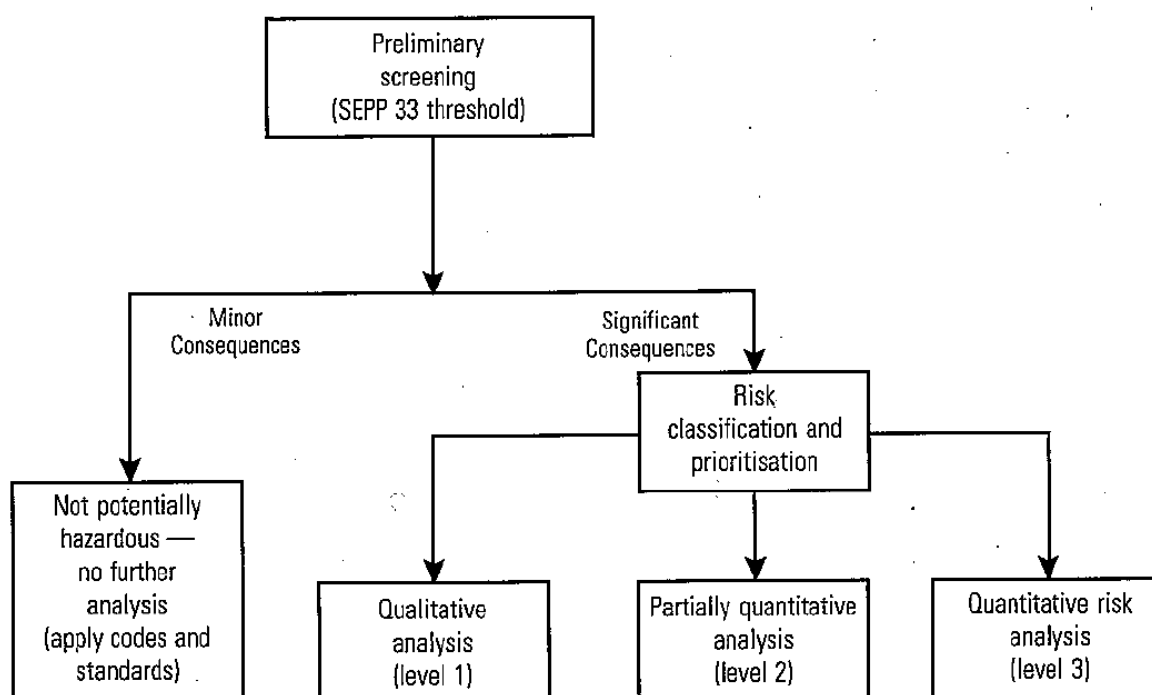 Preliminary
screening
(SEPP 33 threshold)
Minor
Consequences
Significant
Consequences
Risk
classification and
prioritisation
Not potentially
hazardous —
no further
analysis
(apply codes and
standards)
Qualitative
analysis
(level 1)
Partially quantitative
analysis
(level 2)
Quantitative risk
analysis
(level 3)